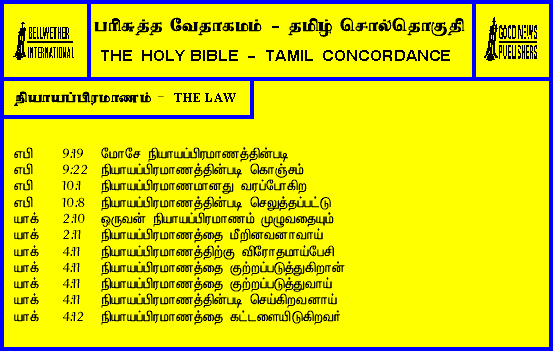 BELLWETHER
INTERNATIONAL
பரிசுத்த வேதாகமம் - தமிழ் சொல்தொகுதி
THE HOLY BIBLE - TAMIL CONCORDANCE
GOOD NEWS
PUBLISHERS
நியாயப்பிரமாணம் - THE LAW
எபி 9:19 மோசே நியாயப்பிரமாணத்தின்படி
எபி 9:22 நியாயப்பிரமாணத்தின்படி கொஞ்சம்
எபி 10:1 நியாயப்பிரமாணமானது வரப்போகிற
எபி 10:8 நியாயப்பிரமாணத்தின்படி செலுத்தப்பட்டு
யாக் 2:10 ஒருவன் நியாயப்பிரமாணம் முழுவதையும்
யாக் 2:11 நியாயப்பிரமாணத்தை மீறினவனாவாய்
யாக் 4:11 நியாயப்பிரமாணத்திற்கு விரோதமாய்பேசி
யாக் 4:11 நியாயப்பிரமாணத்தை குற்றப்படுத்துகிறான்
யாக் 4:11 நியாயப்பிரமாணத்தை குற்றப்படுத்துவாய்
யாக் 4:11 நியாயப்பிரமாணத்தின்படி செய்கிறவனாய்
யாக் 4:12 நியாயப்பிரமாணத்தை கட்டளையிடுகிறவர்